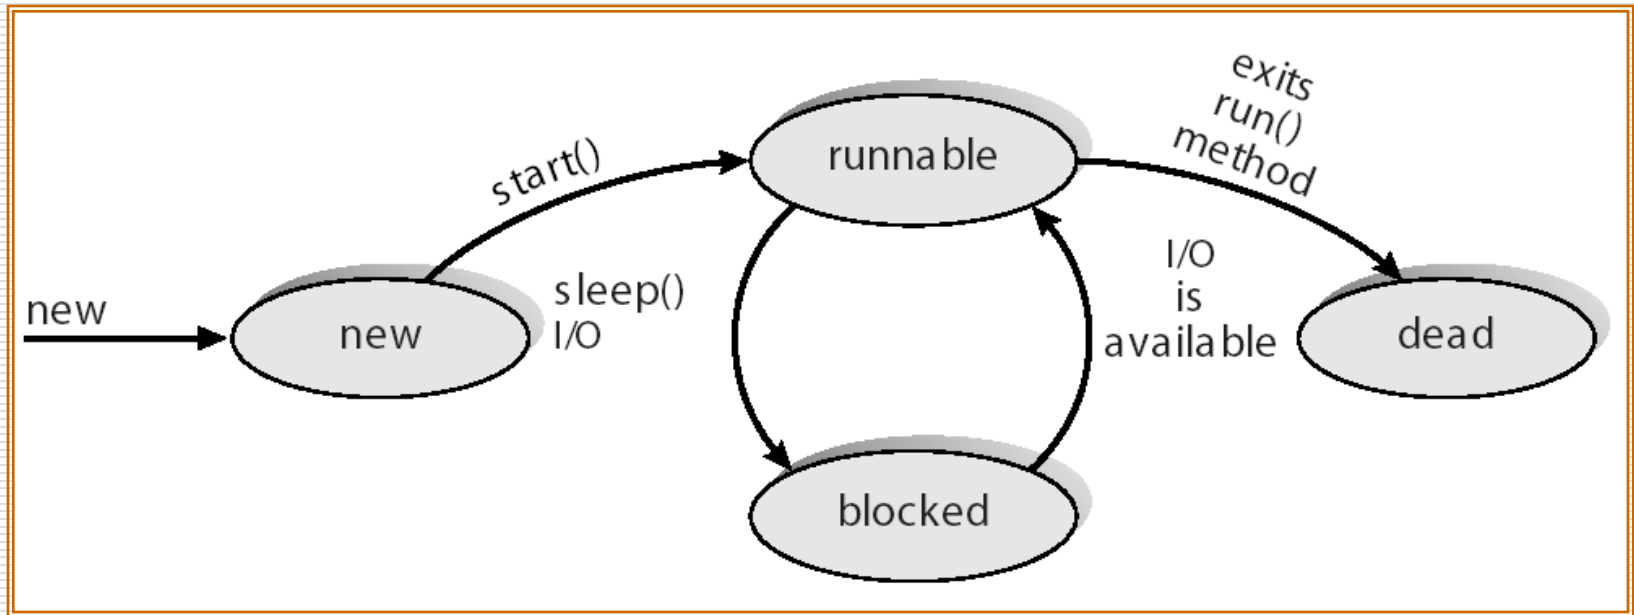 new
new
start()
sleep()
I/O
runnable
blocked
I/O
is
available
exits
run()
method
dead